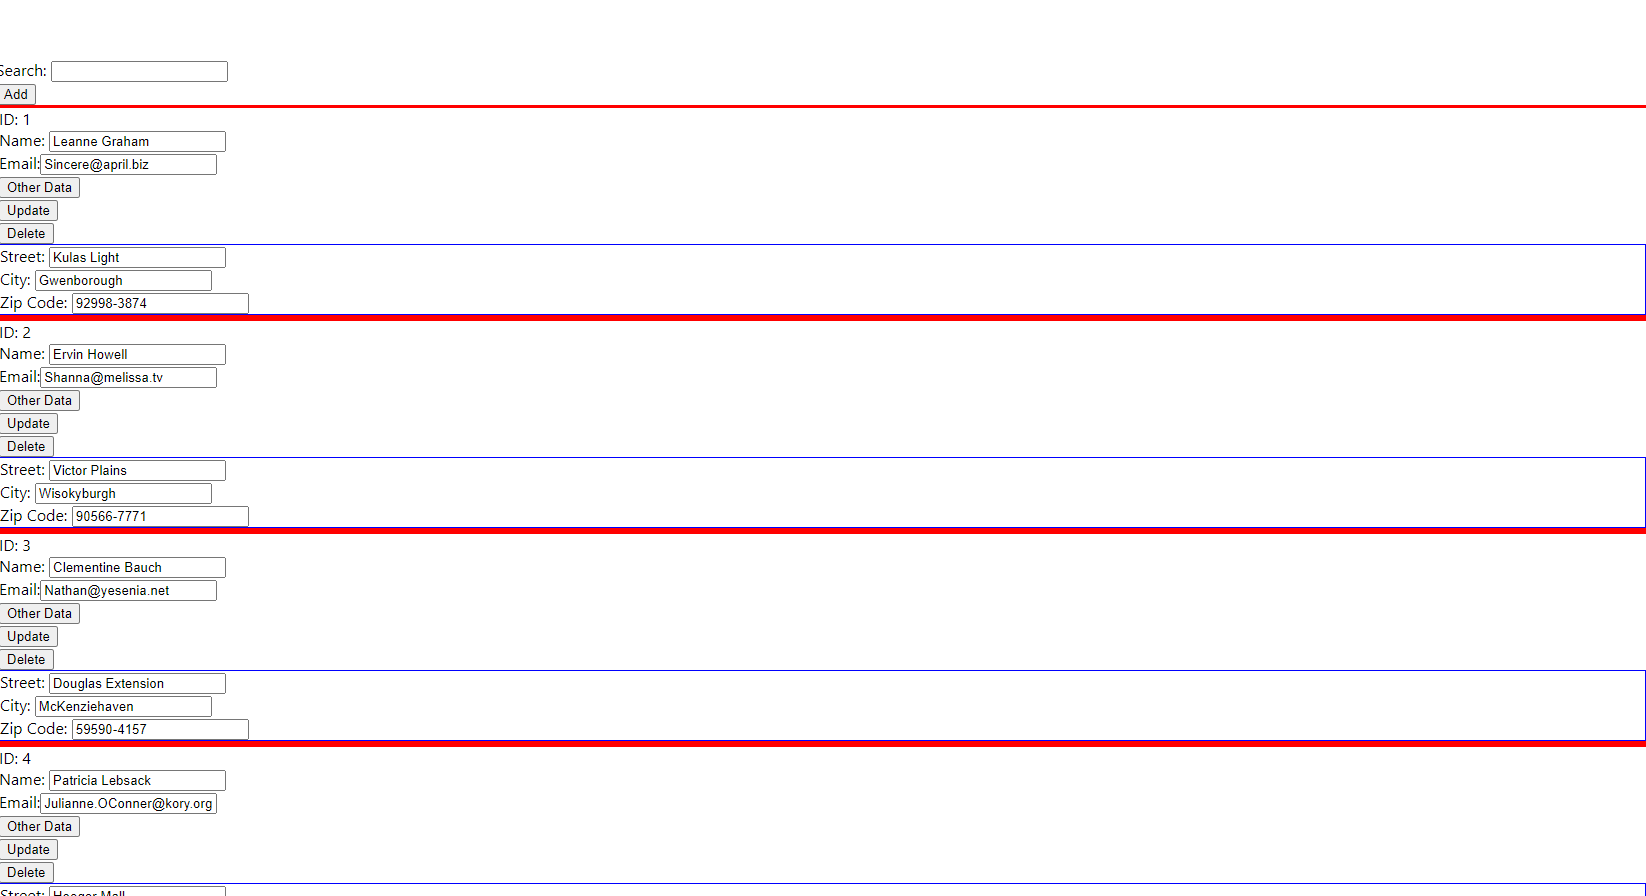 Search:
Add
ID: 1
Name: Leanne Graham
Email: Sincere@april.biz
Other Data
Update
Delete
Street: Kulas Light
City: Gwenborough
Zip Code: 92998-3874
ID: 2
Name: Ervin Howell
Email: Shanna@melissa.tv
Other Data
Update
Delete
Street: Victor Plains
City: Wisokyburgh
Zip Code: 90566-7771
ID: 3
Name: Clementine Bauch
Email: Nathan@yesenia.net
Other Data
Update
Delete
Street: Douglas Extension
City: McKenziehaven
Zip Code: 59590-4157
ID: 4
Name: Patricia Lebsack
Email: Julianne.OConner@kory.org
Other Data
Update
Delete
Street: Hoeger Mall